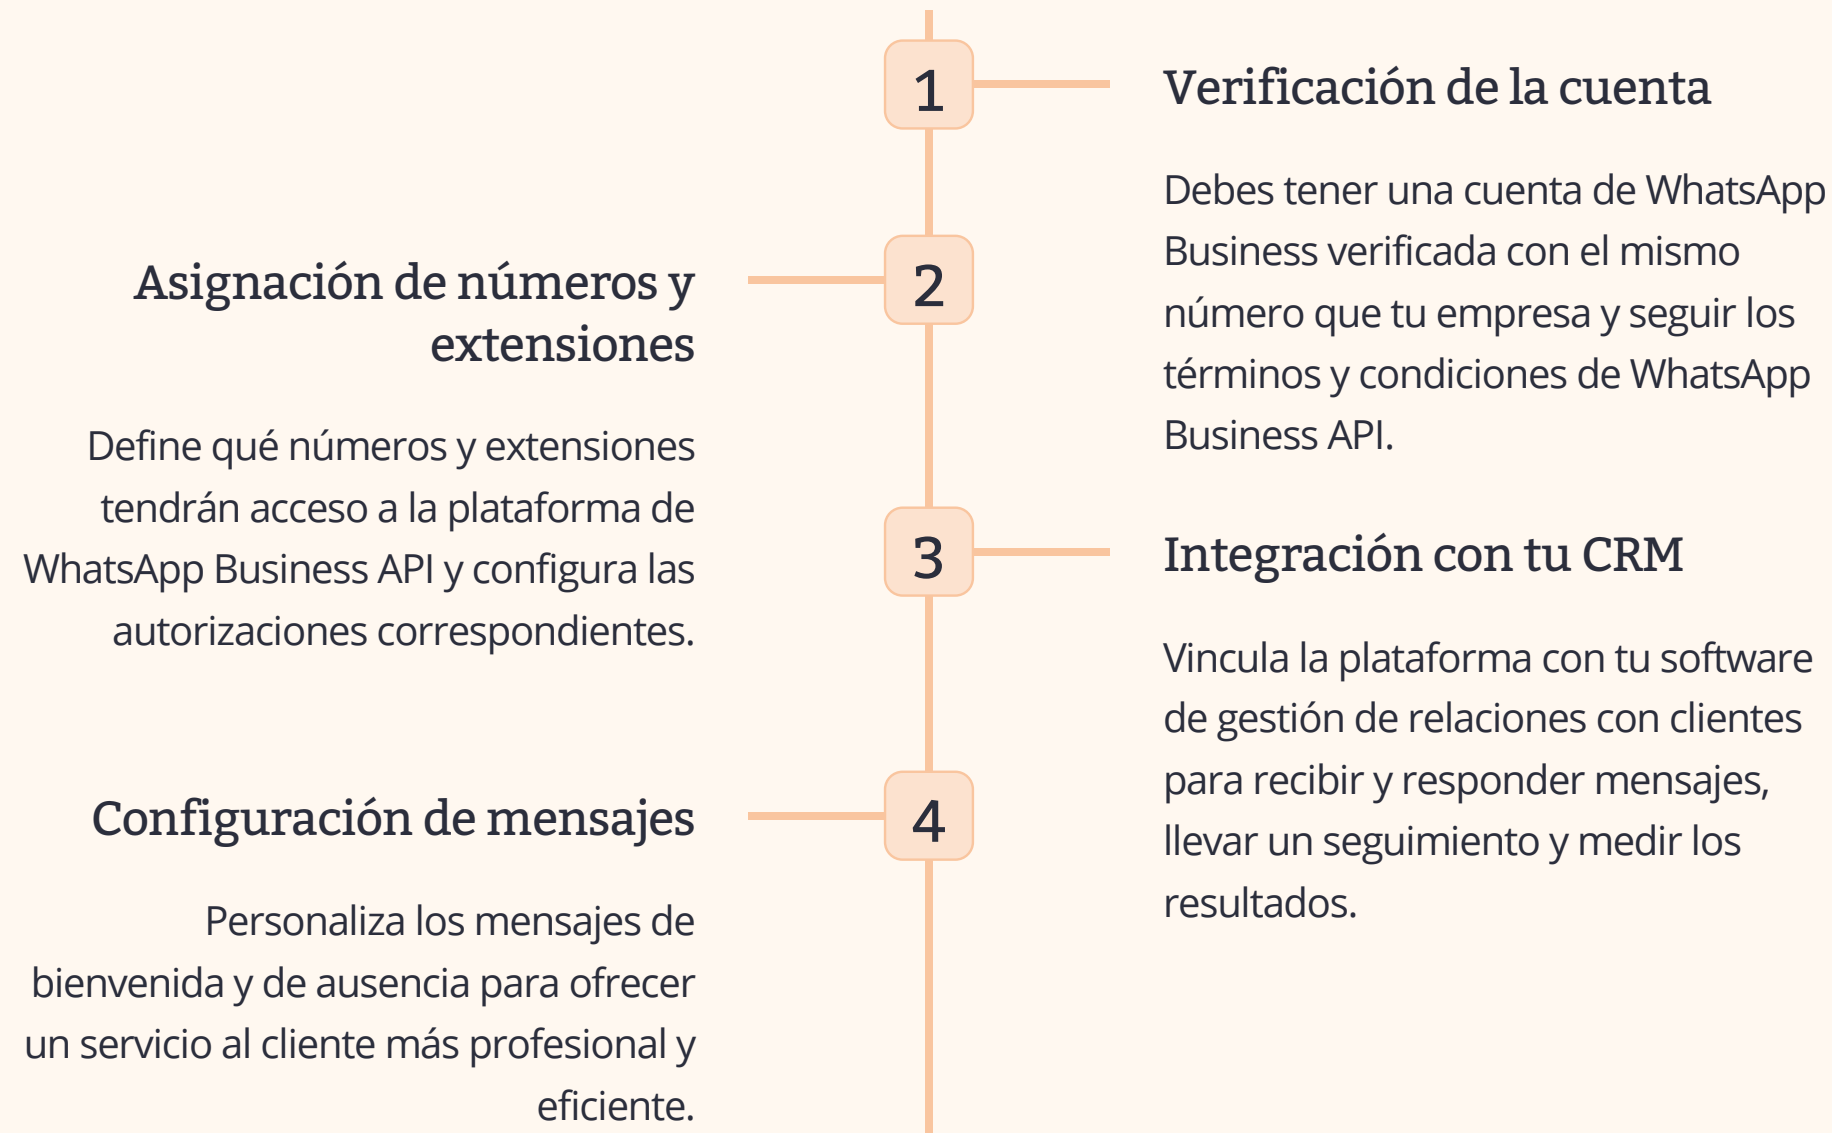 1
Verificación de la cuenta
Debes tener una cuenta de WhatsApp
Business verificada con el mismo
número que tu empresa y seguir los
términos y condiciones de WhatsApp
Business API.
2
Asignación de números y
extensiones
Define qué números y extensiones
tendrán acceso a la plataforma de
WhatsApp Business API y configura las
autorizaciones correspondientes.
3
Integración con tu CRM
Vincula la plataforma con tu software
de gestión de relaciones con clientes
para recibir y responder mensajes,
llevar un seguimiento y medir los
resultados.
4
Configuración de mensajes
Personaliza los mensajes de
bienvenida y de ausencia para ofrecer
un servicio al cliente más profesional y
eficiente.